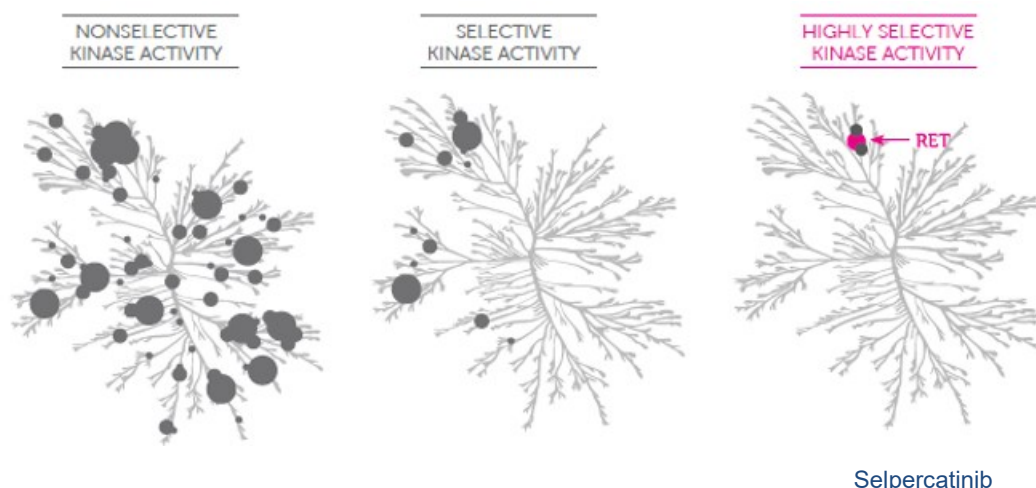 NONSELECTIVE
KINASE ACTIVITY
SELECTIVE
KINASE ACTIVITY
HIGHLY SELECTIVE
KINASE ACTIVITY
RET
Selpercatinib